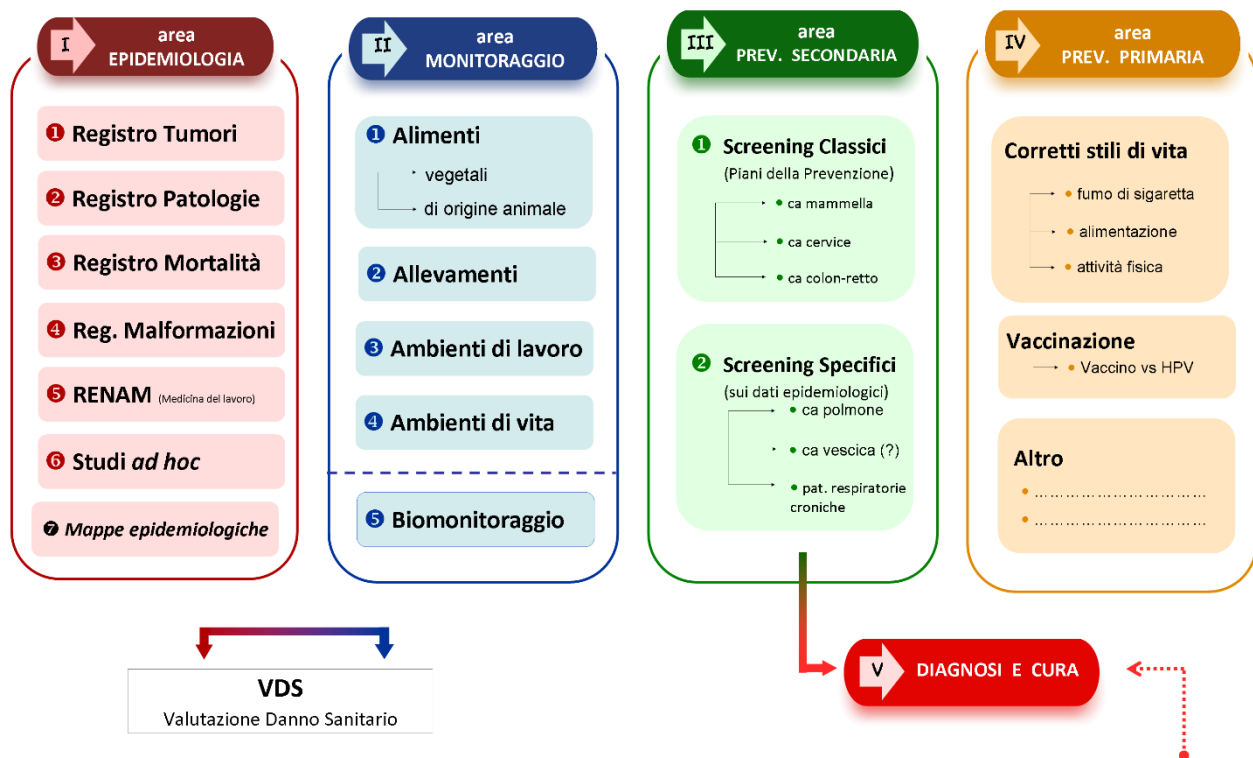 I
area
EPIDEMIOLOGIA
❶ Registro Tumori
❷ Registro Patologie
❸ Registro Mortalità
❹ Reg. Malformazioni
❺ RENAM (Medicina del lavoro)
❻ Studi ad hoc
❼ Mappe epidemiologiche
II
area
MONITORAGGIO
❶ Alimenti
vegetali
di origine animale
❷ Allevamenti
❸ Ambienti di lavoro
❹ Ambienti di vita
❺ Biomonitoraggio
III
area
PREV. SECONDARIA
❶ Screening Classici
(Piani della Prevenzione)
• ca mammella
• ca cervice
• ca colon-retto
❷ Screening Specifici
(sui dati epidemiologici)
• ca polmone
• ca vescica (?)
• pat. respiratorie
croniche
IV
area
PREV. PRIMARIA
Corretti stili di vita
• fumo di sigaretta
• alimentazione
• attività fisica
Vaccinazione
• Vaccino vs HPV
Altro
• ……………………………
• ……………………………
VDS
Valutazione Danno Sanitario
V
DIAGNOSI E CURA